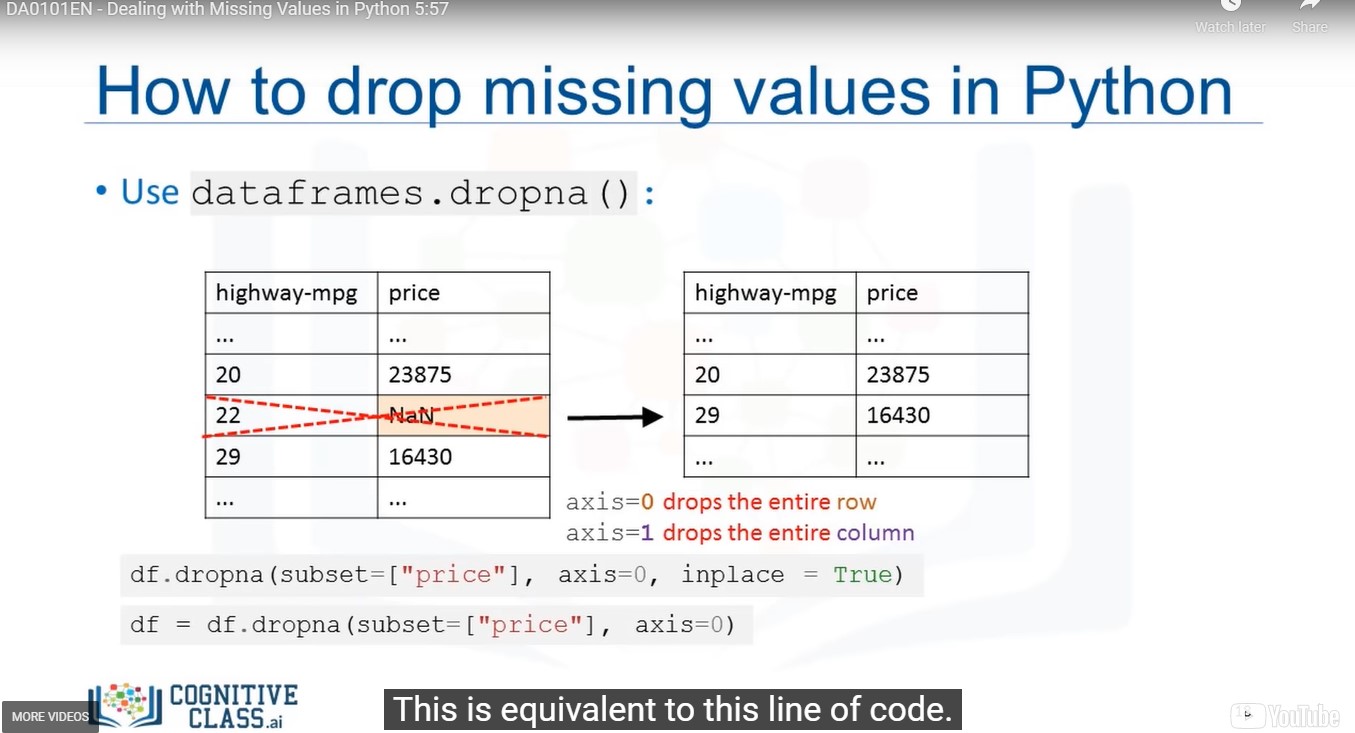 DA0101EN - Dealing with Missing Values in Python 5:57
Watch later Share
How to drop missing values in Python
• Use dataframes.dropna():
highway-mpg price
... ...
20 23875
22 NaN
29 16430
... ...
highway-mpg price
... ...
20 23875
29 16430
... ...
axis=0 drops the entire row
axis=1 drops the entire column
df.dropna(subset=["price"], axis=0, inplace = True)
df = df.dropna(subset=["price"], axis=0)
COGNITIVE
CLASS.ai
MORE VIDEOS
This is equivalent to this line of code.
YouTube